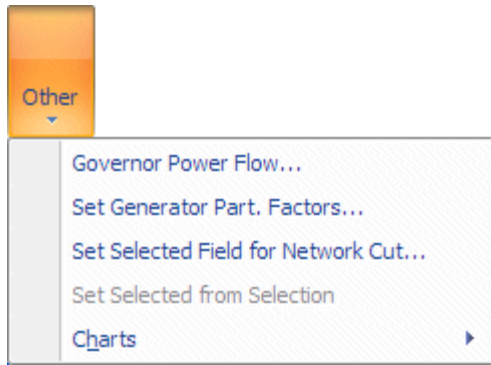 Other
Governor Power Flow...
Set Generator Part. Factors...
Set Selected Field for Network Cut...
Set Selected from Selection
Charts